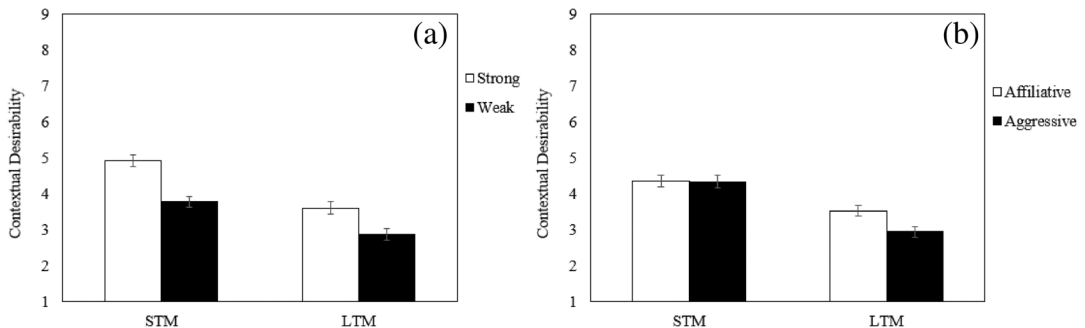 (a)
Contextual Desirability
9
8
7
6
5
4
3
2
1
STM
LTM
Strong
Weak
(b)
Contextual Desirability
9
8
7
6
5
4
3
2
1
STM
LTM
Affiliative
Aggressive